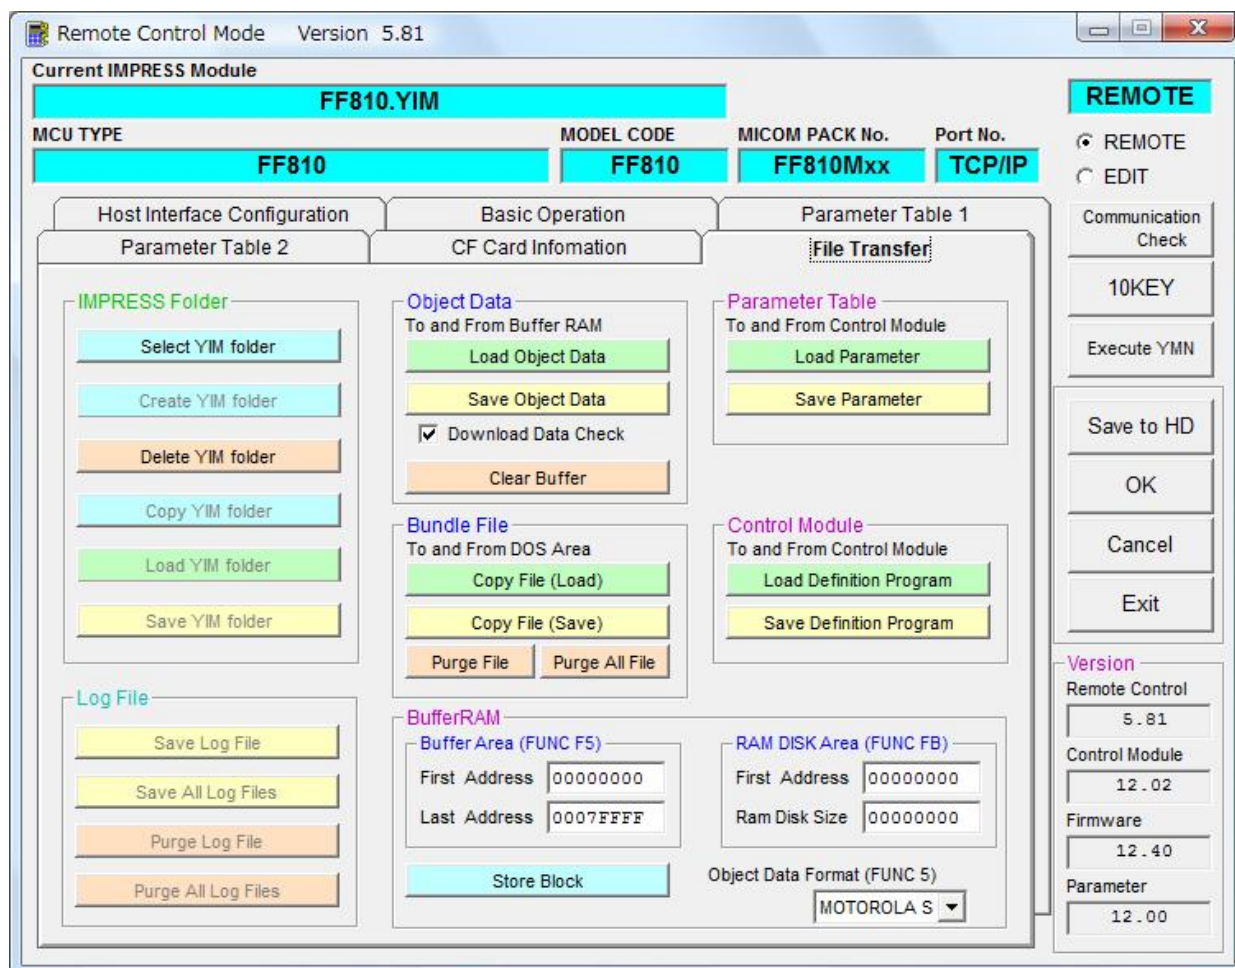 Remote Control Mode Version 5.81
Current IMPRESS Module
FF810.YIM
REMOTE
MCU TYPE
MODEL CODE
MICOM PACK No.
Port No.
FF810
FF810
FF810Mxx
TCP/IP
REMOTE
EDIT
Host Interface Configuration
Basic Operation
Parameter Table 1
Parameter Table 2
CF Card Infomation
File Transfer
Communication
Check
10KEY
Execute YMN
Save to HD
OK
Cancel
Exit
IMPRESS Folder
Select YIM folder
Create YIM folder
Delete YIM folder
Copy YIM folder
Load YIM folder
Save YIM folder
Log File
Save Log File
Save All Log Files
Purge Log File
Purge All Log Files
Object Data
To and From Buffer RAM
Load Object Data
Save Object Data
Download Data Check
Clear Buffer
Bundle File
To and From DOS Area
Copy File (Load)
Copy File (Save)
Purge File
Purge All File
Parameter Table
To and From Control Module
Load Parameter
Save Parameter
Control Module
To and From Control Module
Load Definition Program
Save Definition Program
BufferRAM
Buffer Area (FUNC F5)
First Address 00000000
Last Address 0007FFFF
RAM DISK Area (FUNC FB)
First Address 00000000
Ram Disk Size 00000000
Store Block
Object Data Format (FUNC 5)
MOTOROLA S
Version
Remote Control
5.81
Control Module
12.02
Firmware
12.40
Parameter
12.00